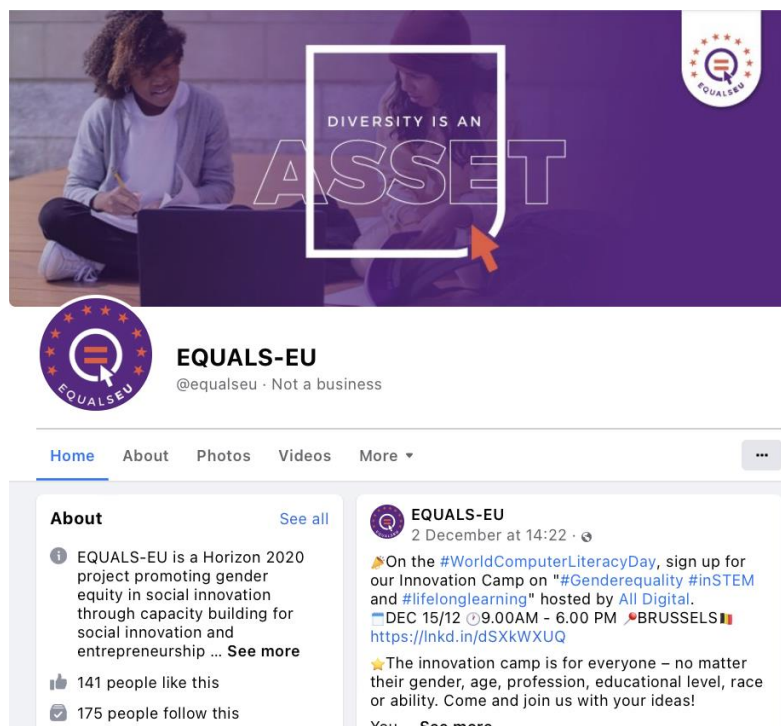 DIVERSITY IS AN
ASSET
EQUALSEU
EQUALSEU
EQUALS-EU
@equalseu · Not a business
Home About Photos Videos More
About See all
EQUALS-EU is a Horizon 2020
project promoting gender
equity in social innovation
through capacity building for
social innovation and
entrepreneurship ... See more
141 people like this
175 people follow this
EQUALS-EU
2 December at 14:22 ·
🎉On the #WorldComputerLiteracyDay, sign up for
our Innovation Camp on "#Genderequality #inSTEM
and #lifelonglearning" hosted by All Digital.
🗓️DEC 15/12 🕐9.00AM - 6.00 PM 📍BRUSSELS🇧🇪
https://lnkd.in/dSXkWXUQ
⭐The innovation camp is for everyone – no matter
their gender, age, profession, educational level, race
or ability. Come and join us with your ideas!
You ... See more